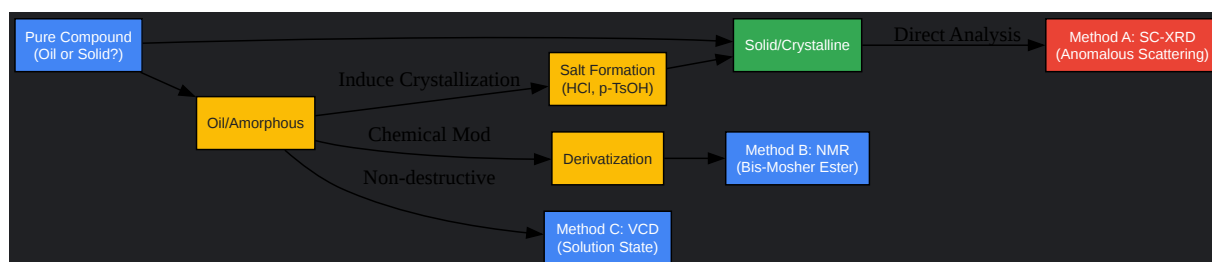 Pure Compound
(Oil or Solid?)
Oil/Amorphous
Induce Crystallization
Chemical Mod
Non-destructive
Salt Formation
(HCl, p-TsOH)
Derivatization
Method C: VCD
(Solution State)
Solid/Crystalline
Method B: NMR
(Bis-Mosher Ester)
Direct Analysis
Method A: SC-XRD
(Anomalous Scattering)